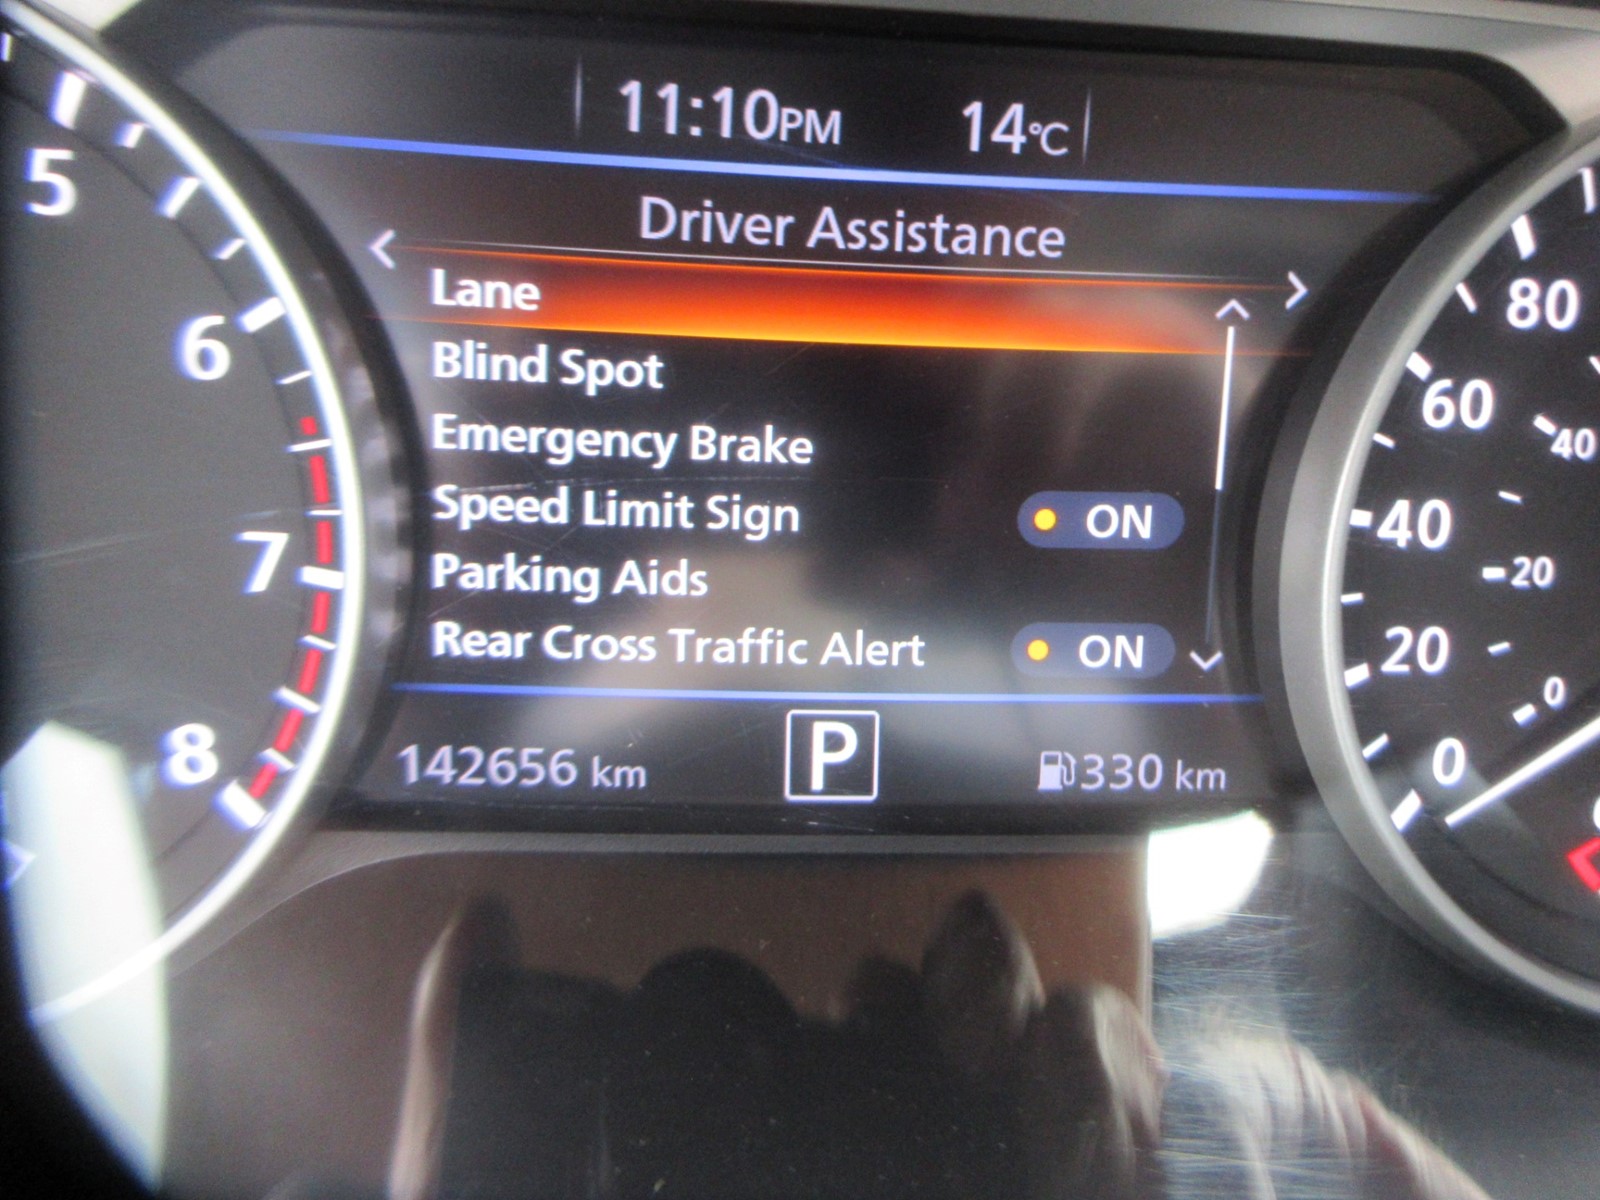 11:10PM 14°C
Driver Assistance
Lane
Blind Spot
Emergency Brake
Speed Limit Sign ON
Parking Aids
Rear Cross Traffic Alert ON
142656 km P 330 km
5
6
7
8
80
60
40
20
0
40
20
0